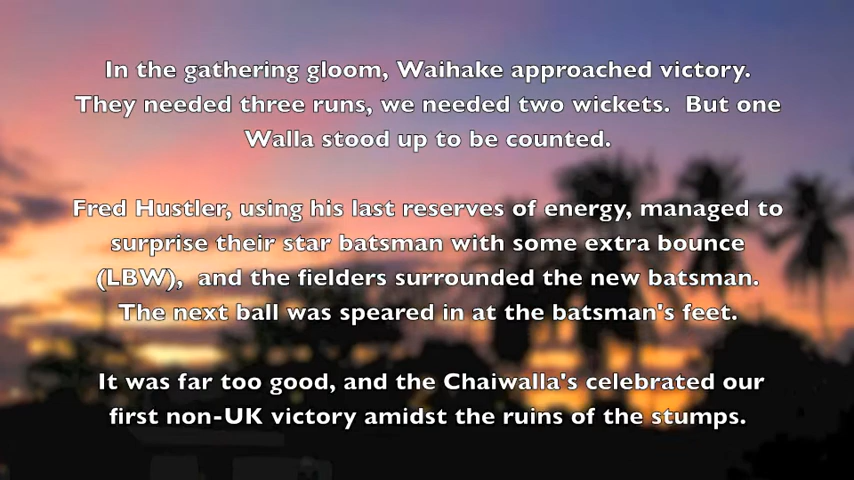 In the gathering gloom, Waihake approached victory.
They needed three runs, we needed two wickets.  But one
Walla stood up to be counted.
Fred Hustler, using his last reserves of energy, managed to
surprise their star batsman with some extra bounce
(LBW),  and the fielders surrounded the new batsman.
The next ball was speared in at the batsman's feet.
It was far too good, and the Chaiwalla's celebrated our
first non-UK victory amidst the ruins of the stumps.